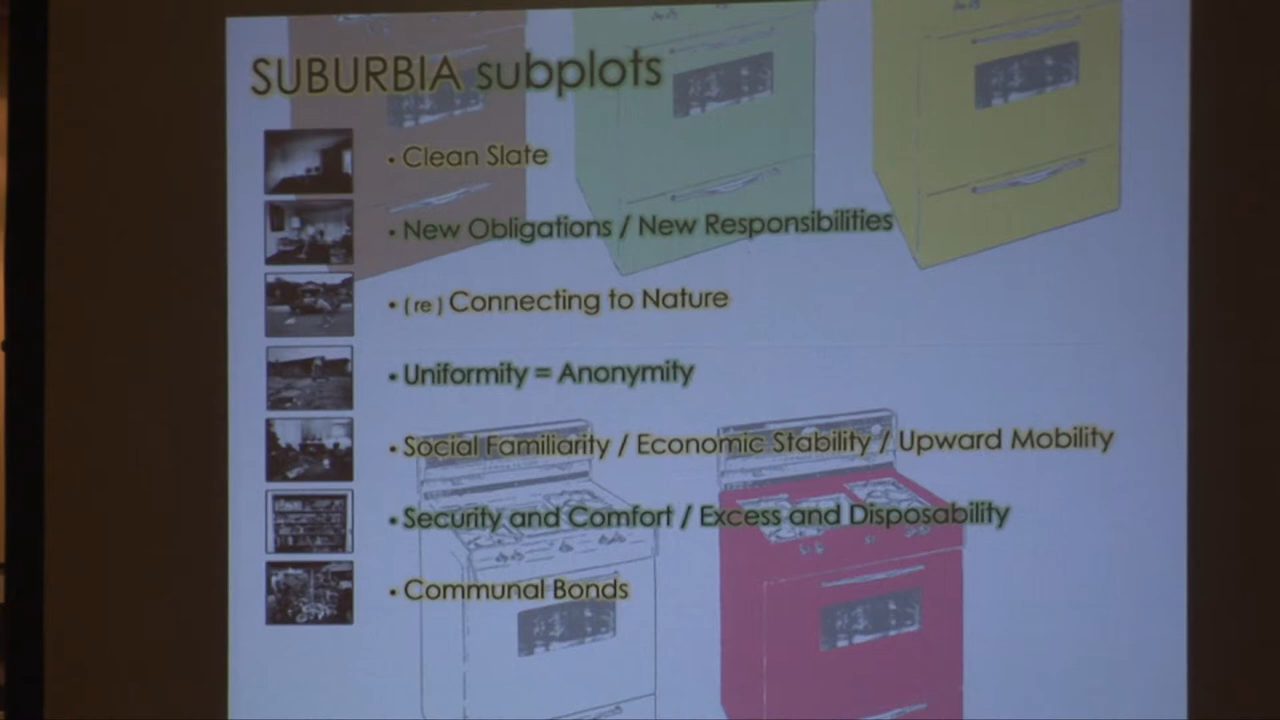 SUBURBIA subplots
• Clean Slate
• New Obligations / New Responsibilities
• ( re ) Connecting to Nature
• Uniformity = Anonymity
• Social Familiarity / Economic Stability / Upward Mobility
• Security and Comfort / Excess and Disposability
• Communal Bonds